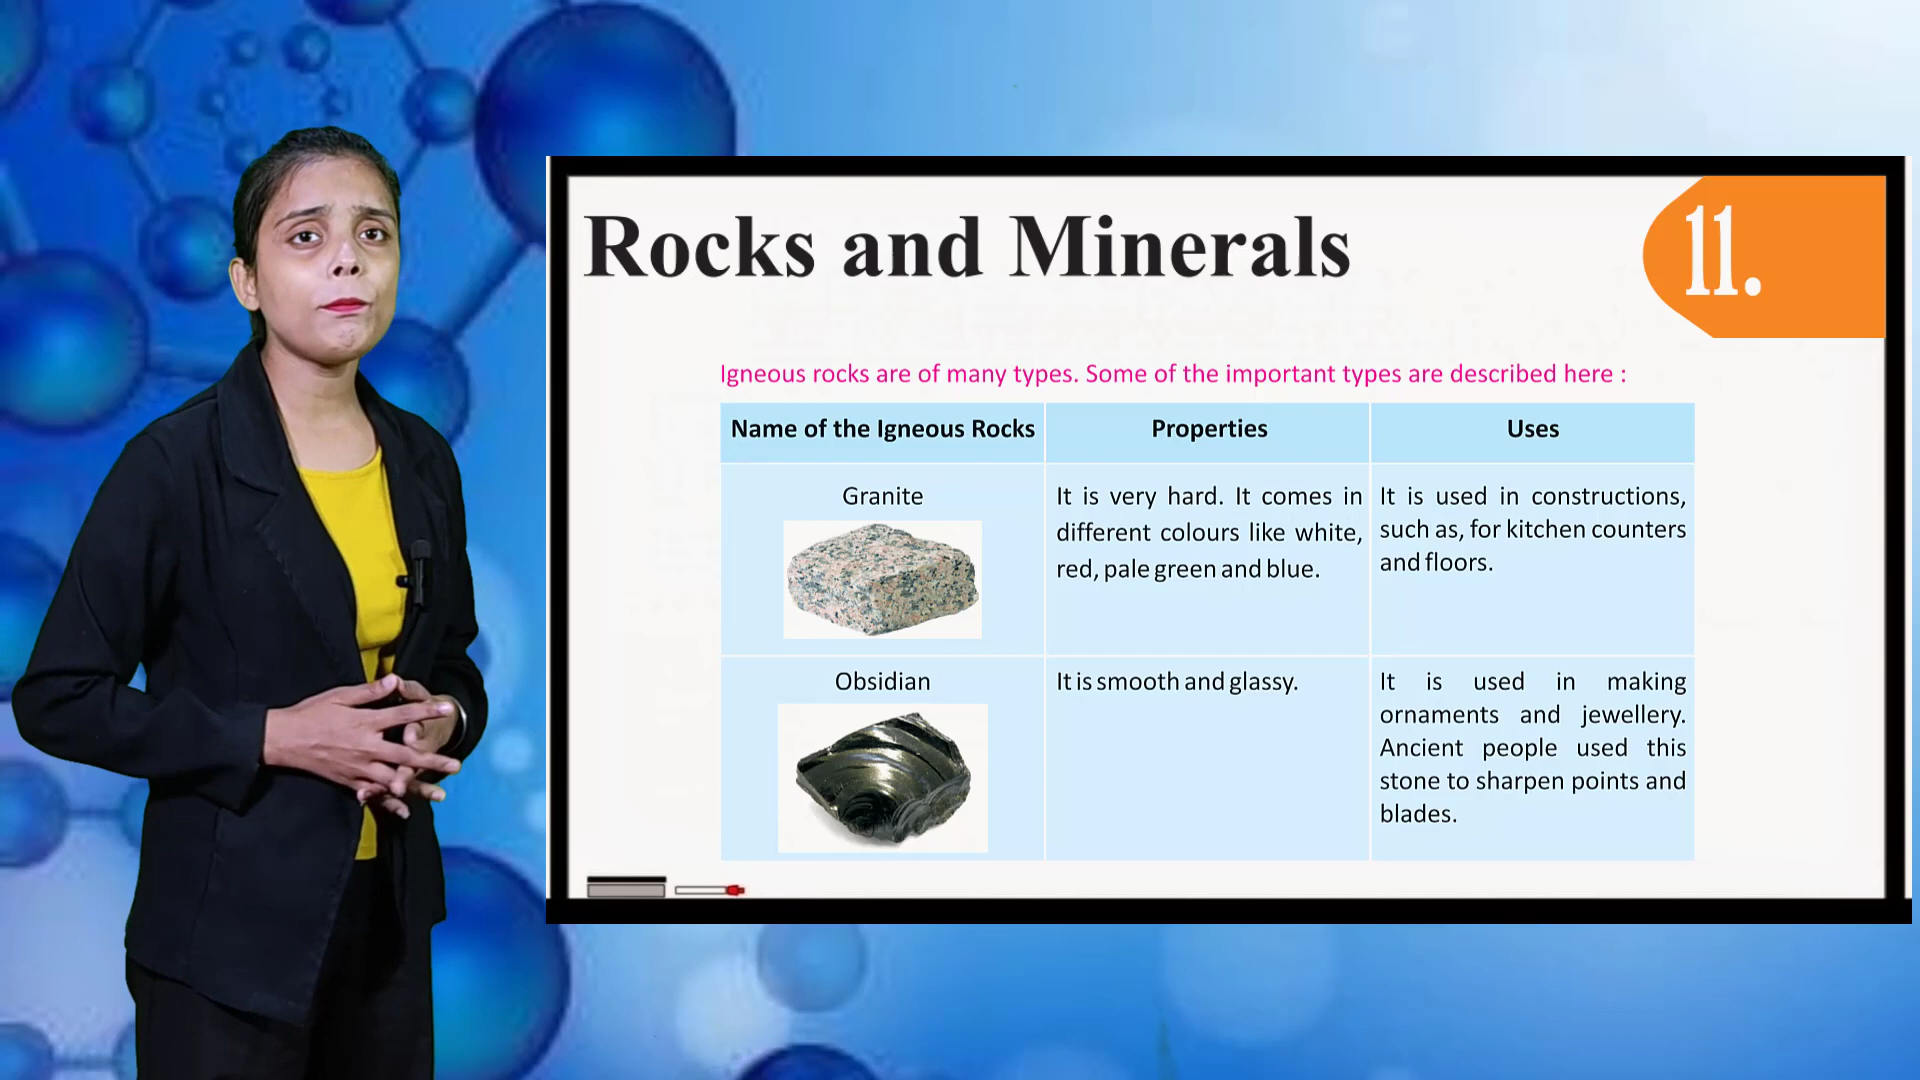 Rocks and Minerals
11.
Igneous rocks are of many types. Some of the important types are described here :
Name of the Igneous Rocks
Properties
Uses
Granite
It is very hard. It comes in
different colours like white,
red, pale green and blue.
It is used in constructions,
such as, for kitchen counters
and floors.
Obsidian
It is smooth and glassy.
It is used in making
ornaments and jewellery.
Ancient people used this
stone to sharpen points and
blades.